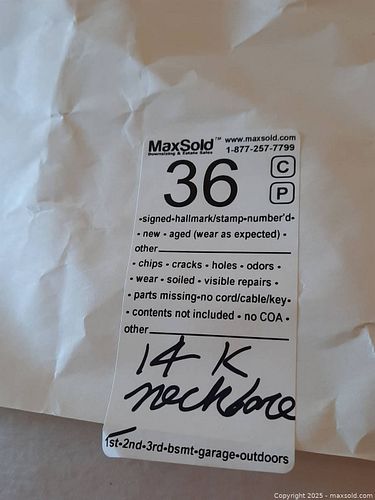 MaxSold™ www.maxsold.com
Downsizing & Estate Sales 1-877-257-7799
36 C
P
-signed-hallmark/stamp-number'd-
- new - aged (wear as expected) -
other
- chips - cracks - holes - odors -
- wear - soiled - visible repairs -
- parts missing-no cord/cable/key-
- contents not included - no COA -
other
14 K
necklace
1st-2nd-3rd-bsmt-garage-outdoors
Copyright 2025 - maxsold.com